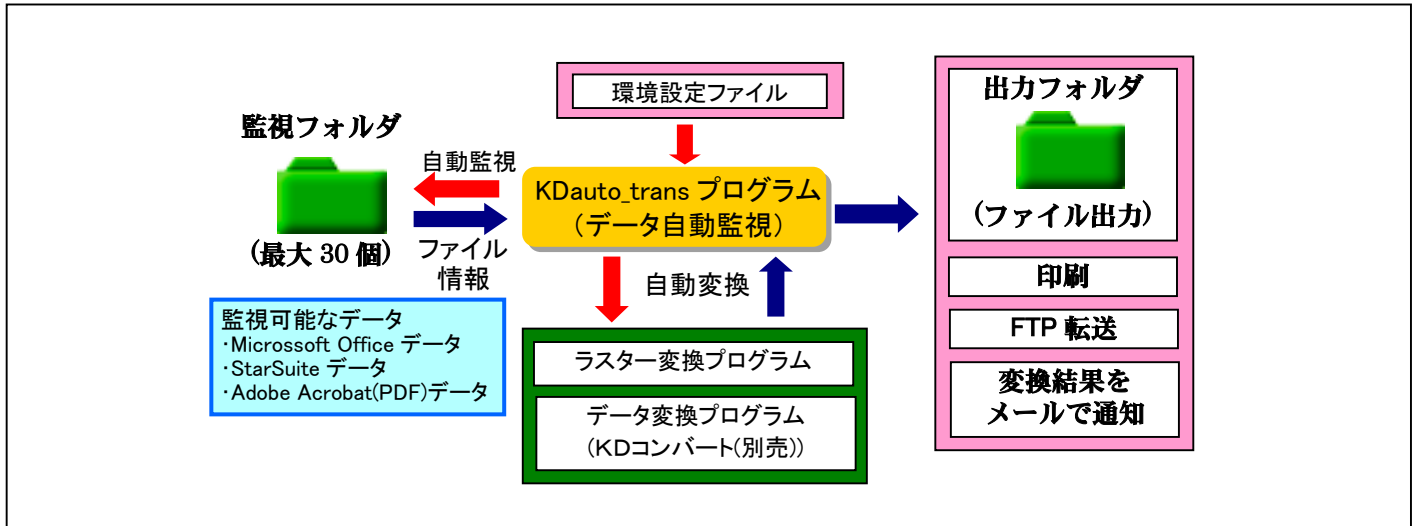 環境設定ファイル
監視フォルダ
自動監視
ファイル
情報
(最大 30 個)
監視可能なデータ
・Microssoft Office データ
・StarSuite データ
・Adobe Acrobat(PDF)データ
KDauto_trans プログラム
(データ自動監視)
自動変換
ラスター変換プログラム
データ変換プログラム
(KDコンバート(別売))
出力フォルダ
(ファイル出力)
印刷
FTP 転送
変換結果を
メールで通知